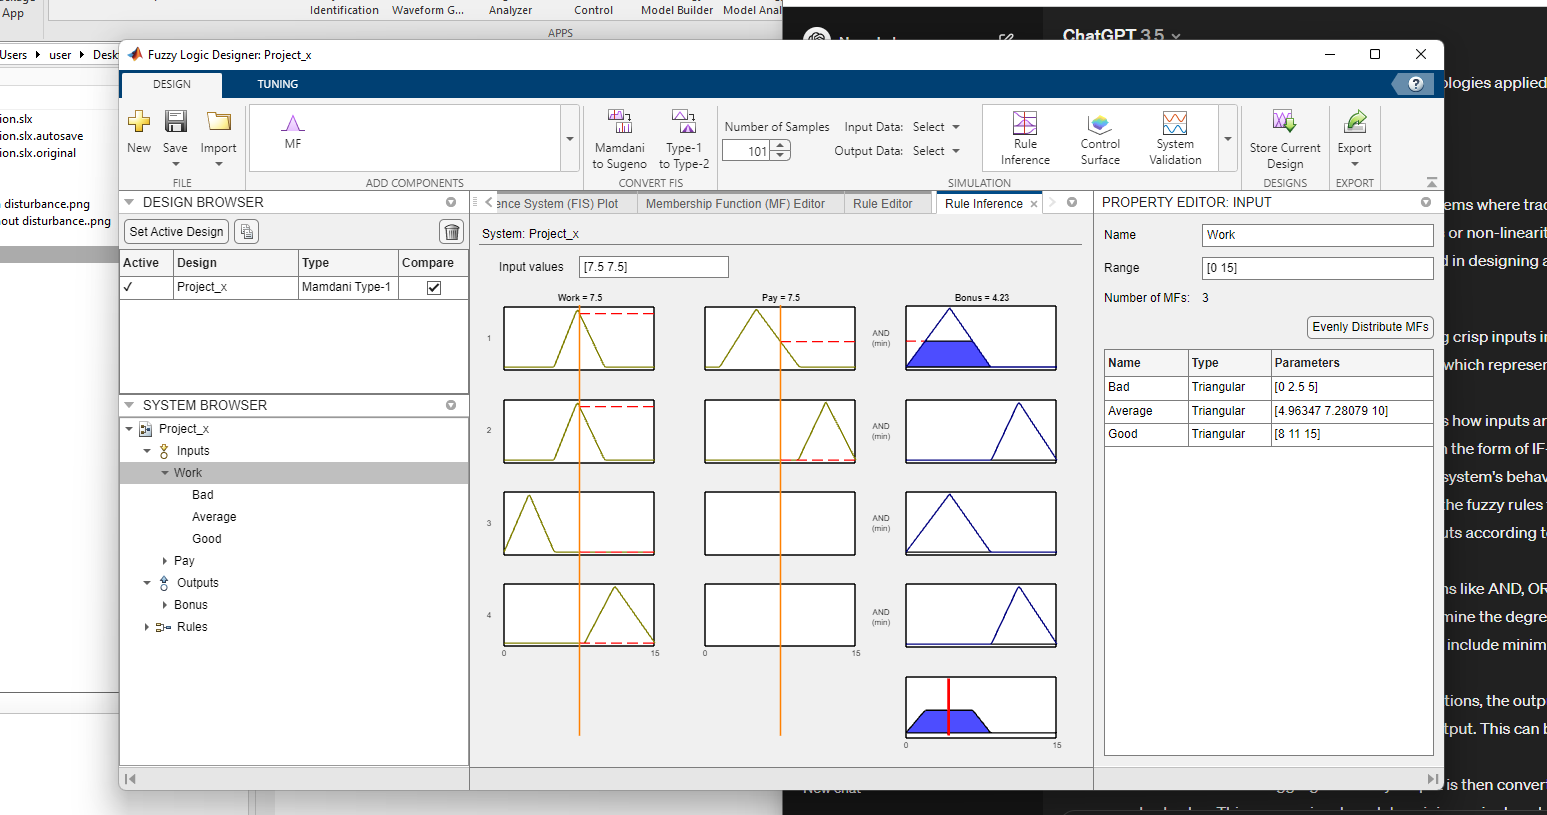 App
Identification
Waveform G...
Analyzer
Control
Model Builder
Model Anal
APPS
Users
user
Desk
ion.slx
ion.slx.autosave
ion.slx.original
disturbance.png
hout disturbance..png
ChatGPT 3.5
Fuzzy Logic Designer: Project_x
DESIGN
TUNING
New
Save
Import
FILE
MF
ADD COMPONENTS
Mamdani
to Sugeno
Type-1
to Type-2
CONVERT FIS
Number of Samples
101
Input Data: Select
Output Data: Select
Rule
Inference
Control
Surface
System
Validation
SIMULATION
Store Current
Design
DESIGNS
Export
EXPORT
DESIGN BROWSER
Set Active Design
Active Design Type Compare
Project_x Mamdani Type-1
SYSTEM BROWSER
Project_x
Inputs
Work
Bad
Average
Good
Pay
Outputs
Bonus
Rules
ence System (FIS) Plot
Membership Function (MF) Editor
Rule Editor
Rule Inference
System: Project_x
Input values [7.5 7.5]
Work = 7.5
Pay = 7.5
Bonus = 4.23
1
AND
(min)
2
AND
(min)
3
AND
(min)
4
AND
(min)
0 15
0 15
0 15
PROPERTY EDITOR: INPUT
Name Work
Range [0 15]
Number of MFs: 3
Evenly Distribute MFs
Name Type Parameters
Bad Triangular [0 2.5 5]
Average Triangular [4.96347 7.28079 10]
Good Triangular [8 11 15]
ologies applied
ems where trad
or non-linearit
d in designing a
g crisp inputs in
which represen
s how inputs ar
the form of IF-
system's behav
he fuzzy rules
uts according to
ns like AND, OR
mine the degre
include minim
tions, the outp
tput. This can b
is then convert